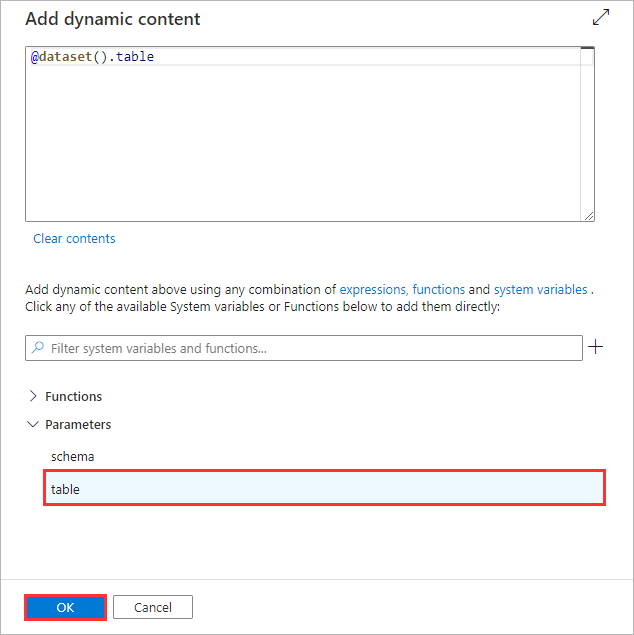 Add dynamic content
@dataset().table
Clear contents
Add dynamic content above using any combination of expressions, functions and system variables .
Click any of the available System variables or Functions below to add them directly:
Filter system variables and functions...
Functions
Parameters
schema
table
OK
Cancel